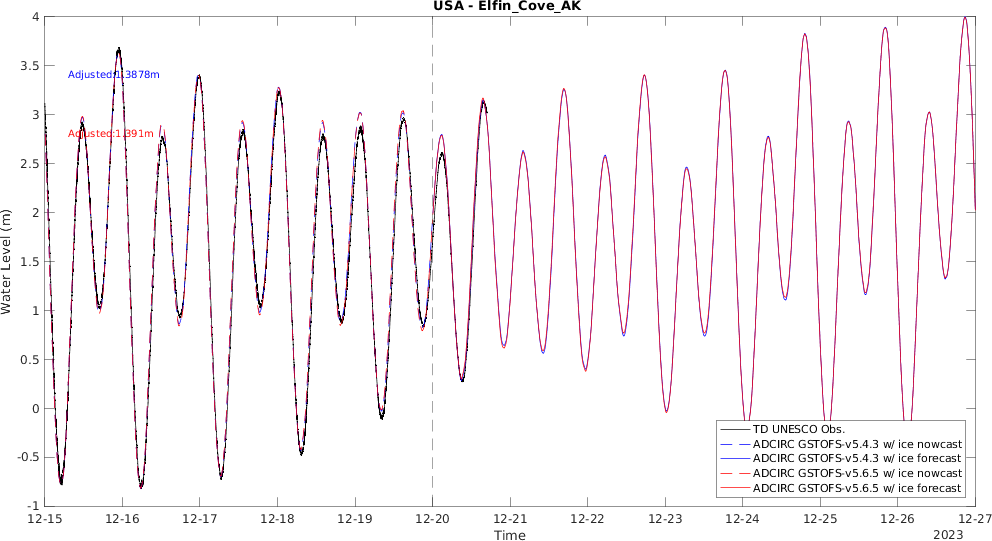 USA - Elfin_Cove_AK
4
3.5
3
2.5
2
1.5
1
0.5
0
-0.5
-1
Water Level (m)
Adjusted:1.3878m
Adjusted:1.391m
TD UNESCO Obs.
ADCIRC GSTOFS-v5.4.3 w/ ice nowcast
ADCIRC GSTOFS-v5.4.3 w/ ice forecast
ADCIRC GSTOFS-v5.6.5 w/ ice nowcast
ADCIRC GSTOFS-v5.6.5 w/ ice forecast
12-15 12-16 12-17 12-18 12-19 12-20 12-21 12-22 12-23 12-24 12-25 12-26 12-27
Time
2023